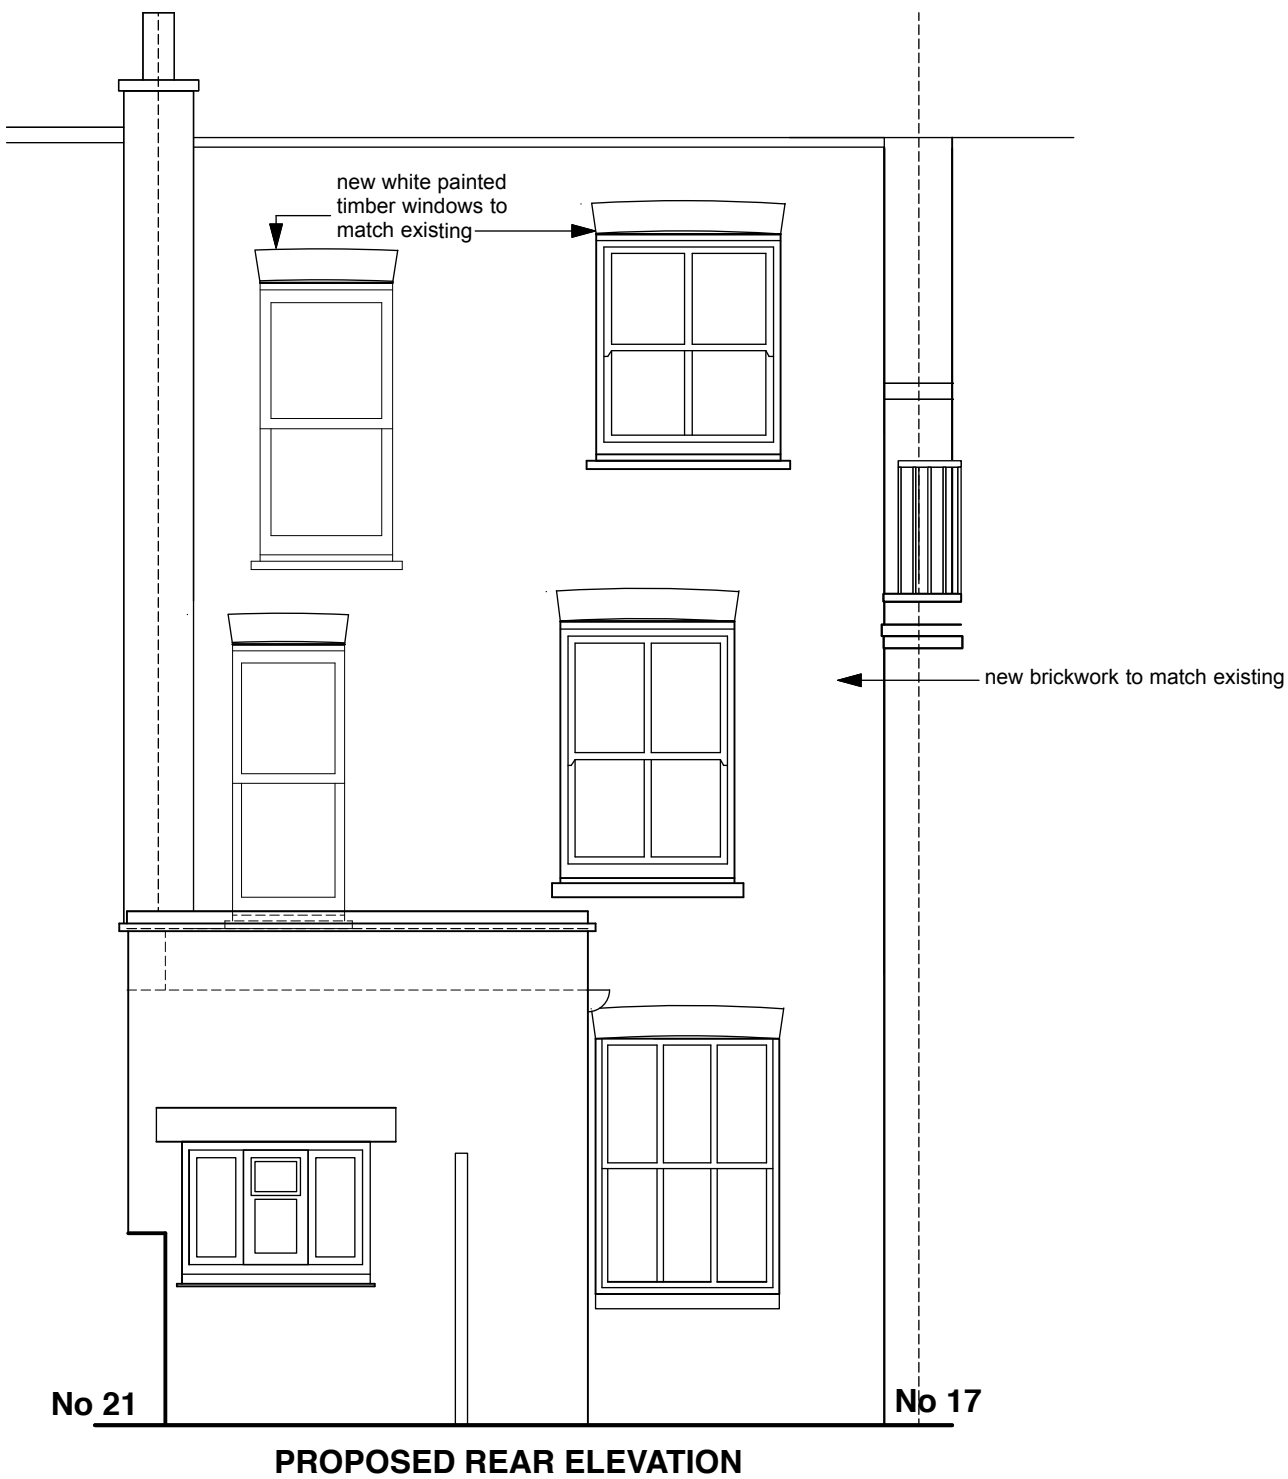 new white painted
timber windows to
match existing
new brickwork to match existing
No 21
No 17
PROPOSED REAR ELEVATION